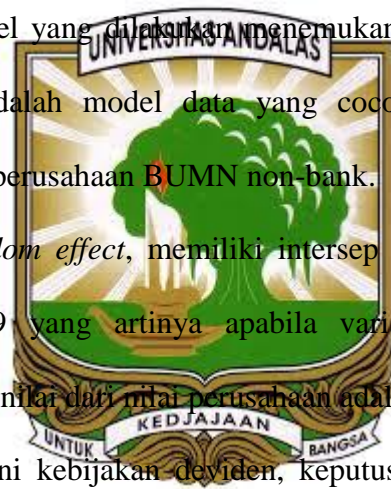 el yang dilakukan menemukan
UNIVERSITAS ANDALAS
dalah model data yang coco
perusahaan BUMN non-bank.
dom effect, memiliki intersep
9 yang artinya apabila vari
nilai dari nilai perusahaan adal
KEDJAJAAN
UNTUK BANGSA
ni kebijakan deviden, keputus